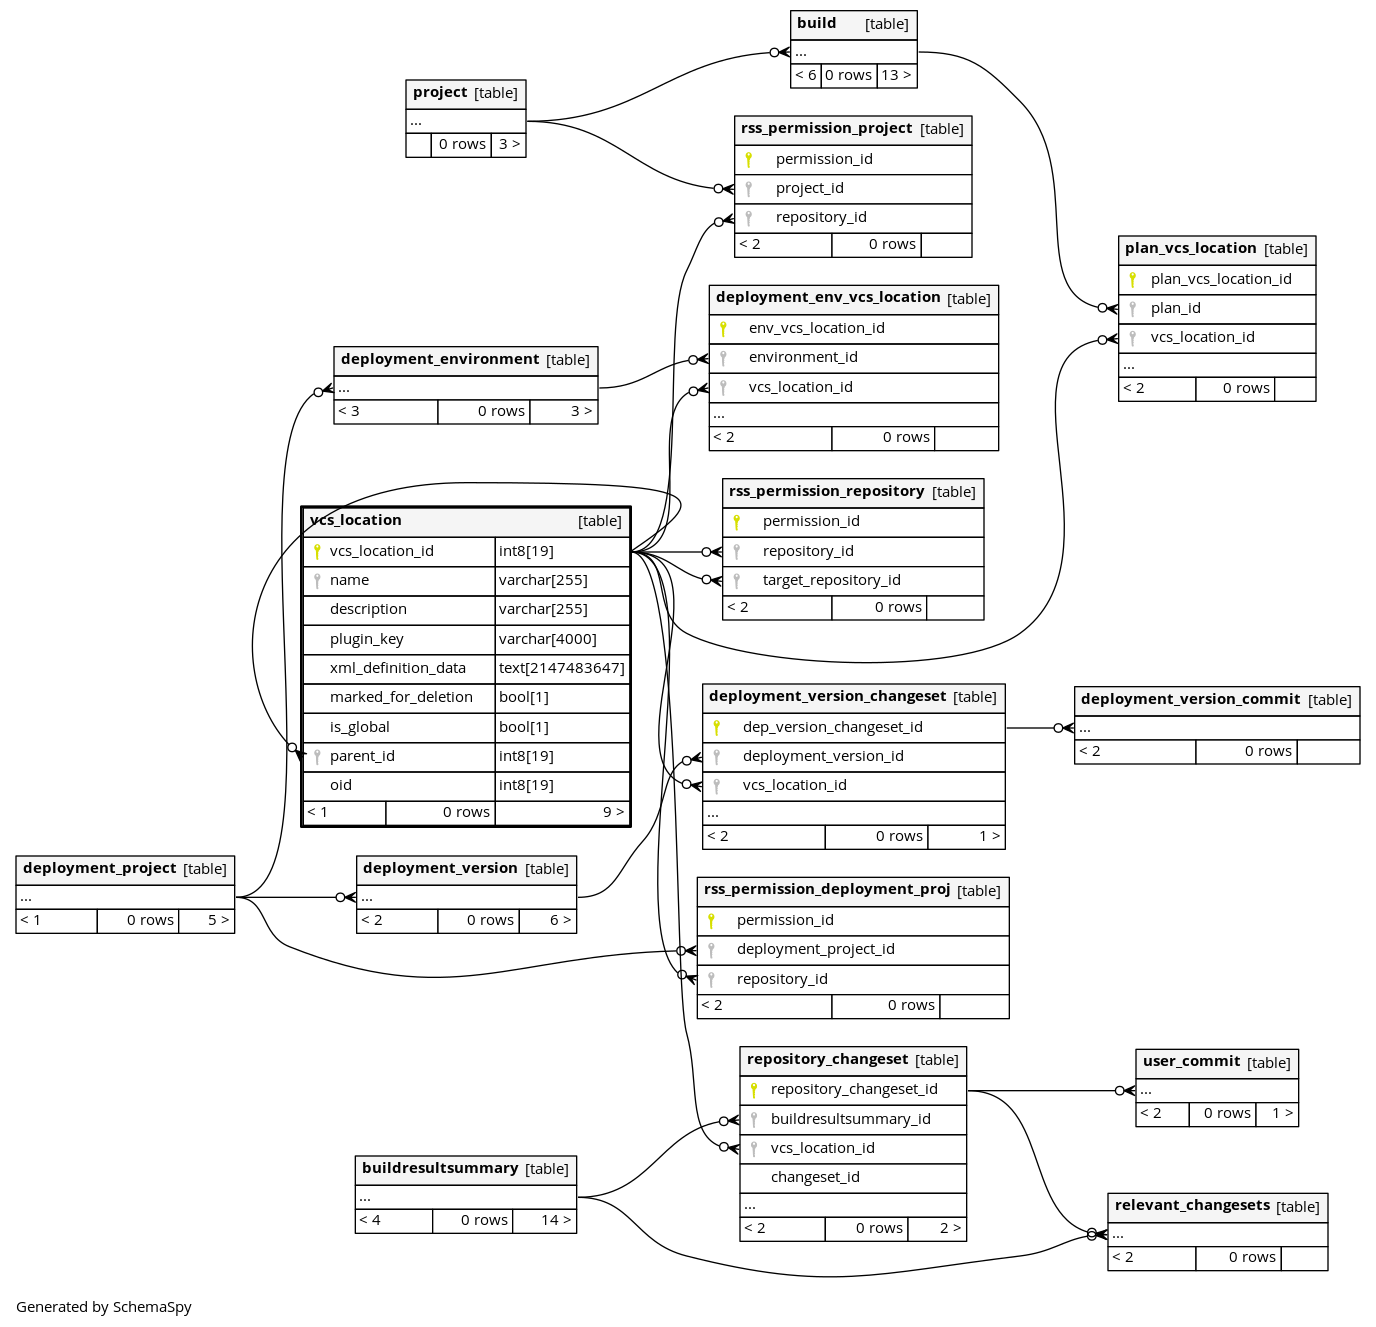 build [table]
...
< 6 0 rows 13 >
project [table]
...
0 rows 3 >
rss_permission_project [table]
permission_id
project_id
repository_id
< 2 0 rows
plan_vcs_location [table]
plan_vcs_location_id
plan_id
vcs_location_id
...
< 2 0 rows
deployment_env_vcs_location [table]
env_vcs_location_id
environment_id
vcs_location_id
...
< 2 0 rows
deployment_environment [table]
...
< 3 0 rows 3 >
rss_permission_repository [table]
permission_id
repository_id
target_repository_id
< 2 0 rows
vcs_location [table]
vcs_location_id int8[19]
name varchar[255]
description varchar[255]
plugin_key varchar[4000]
xml_definition_data text[2147483647]
marked_for_deletion bool[1]
is_global bool[1]
parent_id int8[19]
oid int8[19]
< 1 0 rows 9 >
deployment_version_changeset [table]
dep_version_changeset_id
deployment_version_id
vcs_location_id
...
< 2 0 rows 1 >
deployment_version_commit [table]
...
< 2 0 rows
deployment_project [table]
...
< 1 0 rows 5 >
deployment_version [table]
...
< 2 0 rows 6 >
rss_permission_deployment_proj [table]
permission_id
deployment_project_id
repository_id
< 2 0 rows
repository_changeset [table]
repository_changeset_id
buildresultsummary_id
vcs_location_id
changeset_id
...
< 2 0 rows 2 >
user_commit [table]
...
< 2 0 rows 1 >
buildresultsummary [table]
...
< 4 0 rows 14 >
relevant_changesets [table]
...
< 2 0 rows
Generated by SchemaSpy